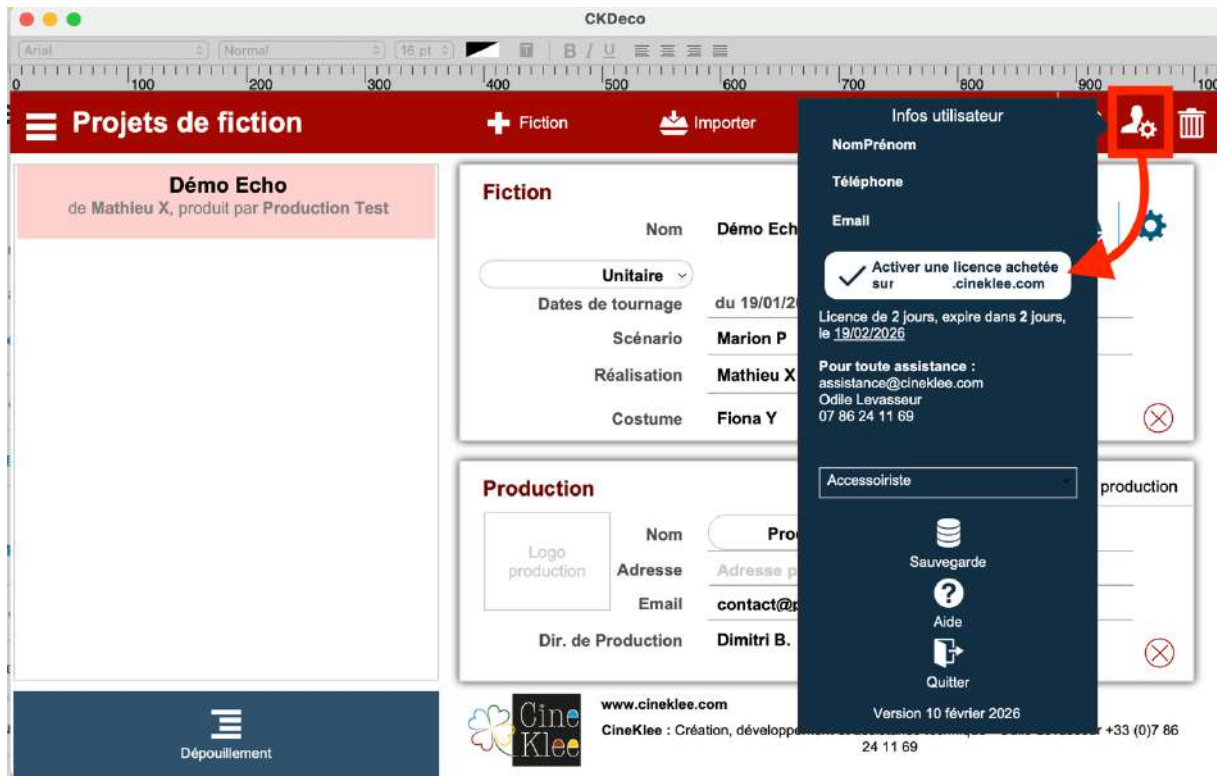 CKDeco
Arial Normal 16 pt B I U
0 100 200 300 400 500 600 700 800 900 100
Projets de fiction
Fiction
Importer
Démo Echo
de Mathieu X, produit par Production Test
Fiction
Nom Démo Ech
Unitaire
Dates de tournage du 19/01/2
Scénario Marion P
Réalisation Mathieu X
Costume Fiona Y
Production
production
Logo
production
Nom Pro
Adresse Adresse p
Email contact@p
Dir. de Production Dimitri B.
Infos utilisateur
NomPrénom
Téléphone
Email
Activer une licence achetée
sur .cineklee.com
Licence de 2 jours, expire dans 2 jours,
le 19/02/2026
Pour toute assistance :
assistance@cineklee.com
Odile Levasseur
07 86 24 11 69
Accessoiriste
Sauvegarde
Aide
Quitter
Version 10 février 2026
Dépouillement
Cine
Klee
www.cineklee.com
CineKlee : Création, développe
+33 (0)7 86
24 11 69